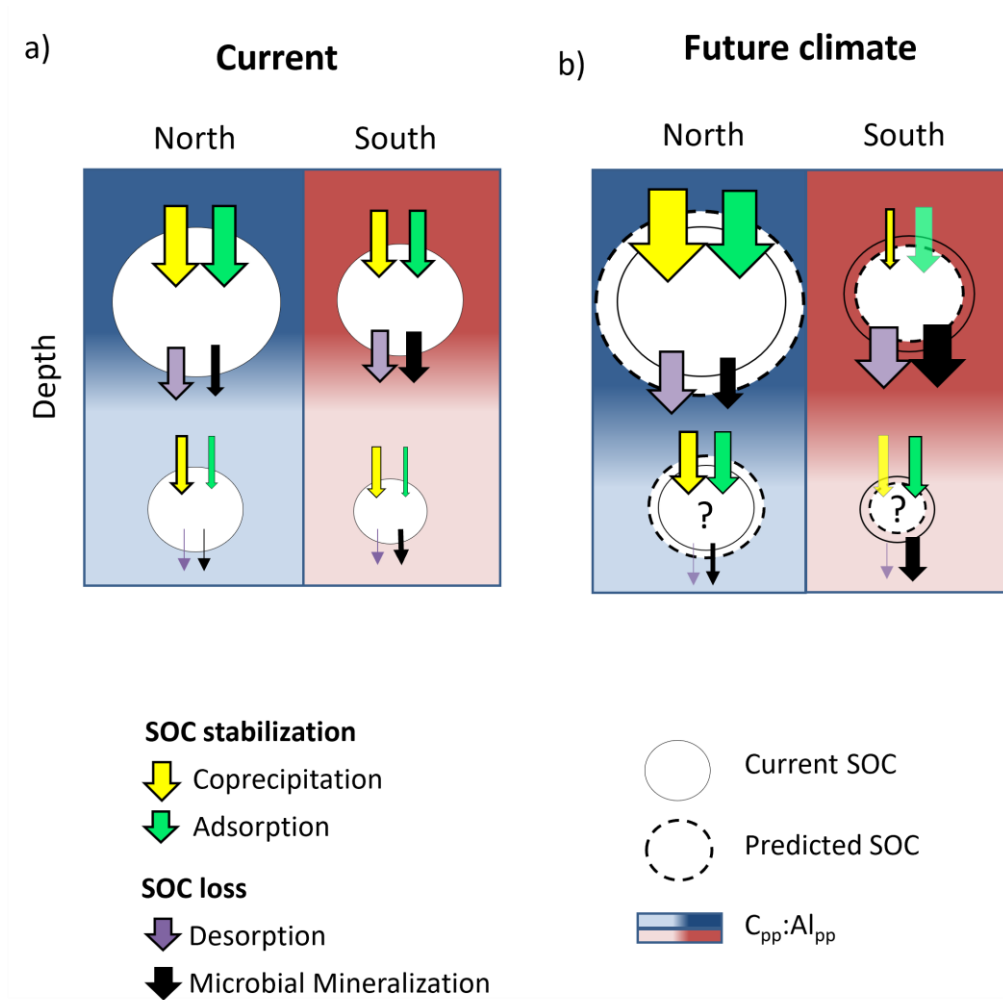 a)
Current
North
South
Depth
b)
Future climate
North
South
?
?
SOC stabilization
Coprecipitation
Adsorption
SOC loss
Desorption
Microbial Mineralization
Current SOC
Predicted SOC
Cpp:Alpp